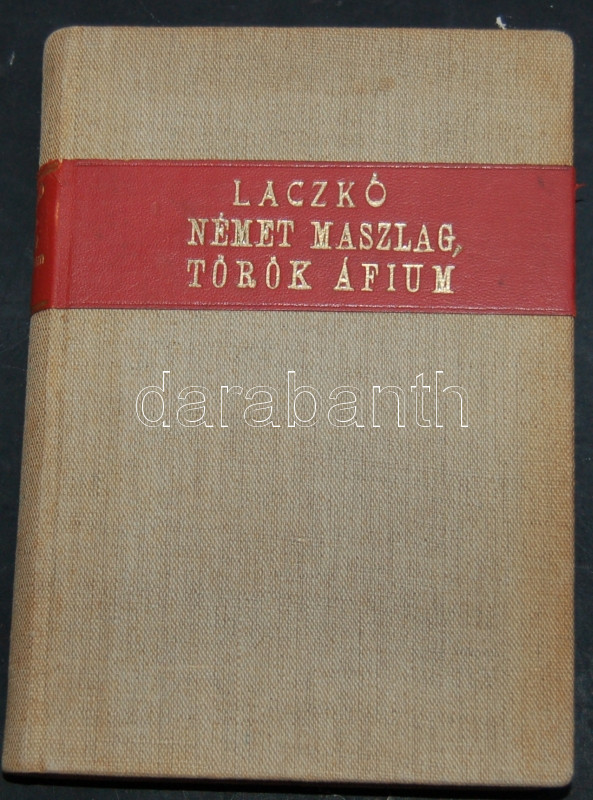 LACZKÓ
NÉMET MASZLAG,
TÖRÖK ÁFIUM
darabanth